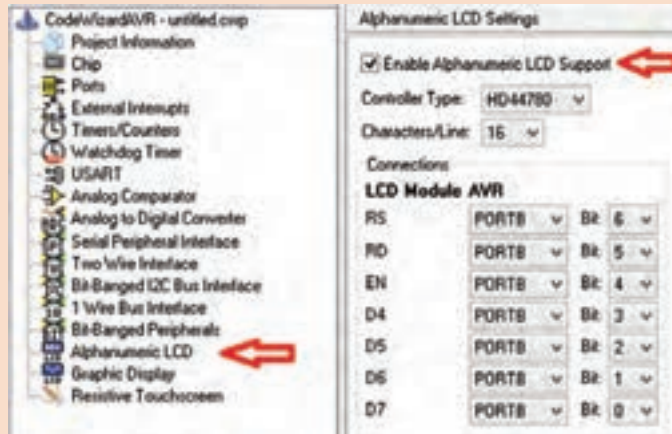 CodeWizardAVR - untitled.cwp
Project Information
Chip
Ports
External Interrupts
Timers/Counters
Watchdog Timer
USART
Analog Comparator
Analog to Digital Converter
Serial Peripheral Interface
Two Wire Interface
Bit-Banged I2C Bus Interface
1 Wire Bus Interface
Bit-Banged Peripherals
Alphanumeric LCD
Graphic Display
Resistive Touchscreen
Alphanumeric LCD Settings
Enable Alphanumeric LCD Support
Controller Type: HD44780
Characters/Line: 16
Connections
LCD Module AVR
RS PORTB Bit: 6
RD PORTB Bit: 5
EN PORTB Bit: 4
D4 PORTB Bit: 3
D5 PORTB Bit: 2
D6 PORTB Bit: 1
D7 PORTB Bit: 0